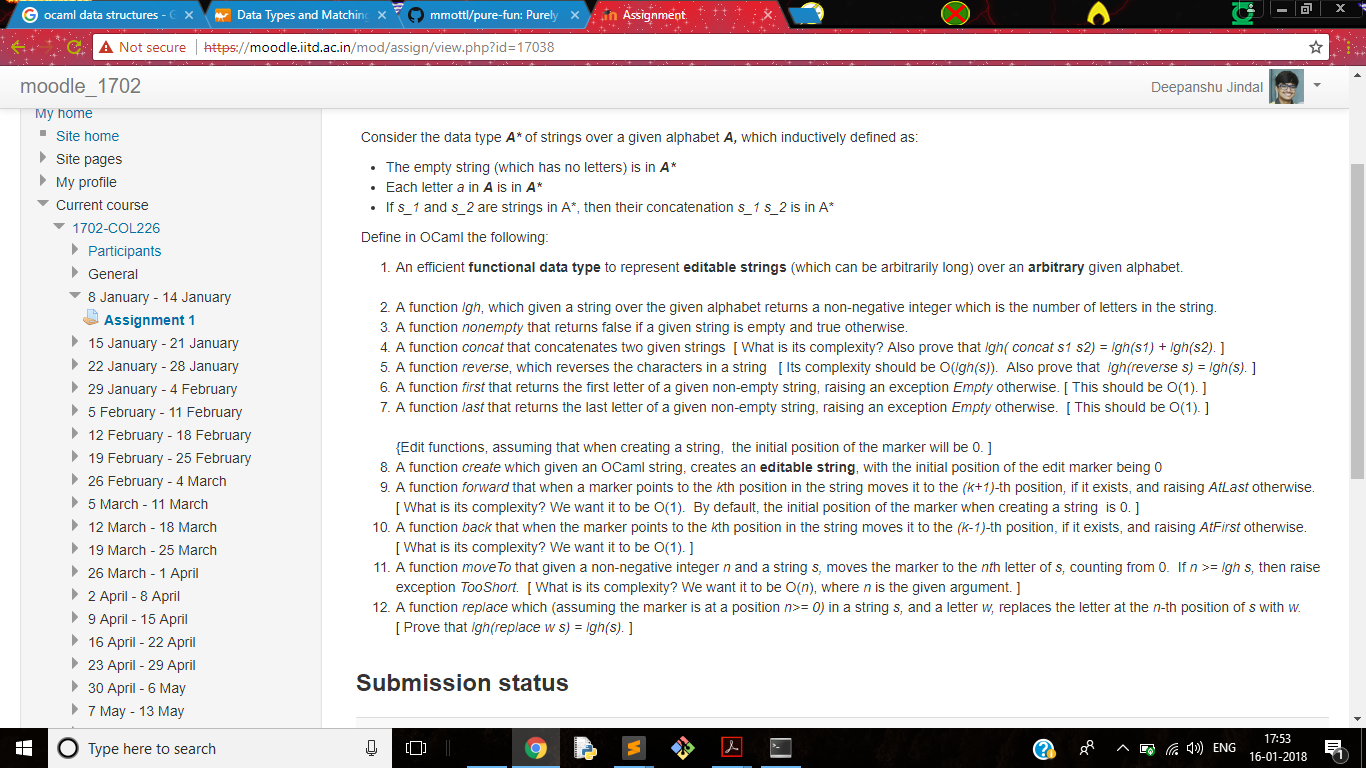 ocaml data structures - G
Data Types and Matching
mmottl/pure-fun: Purely
Assignment
Not secure https://moodle.iitd.ac.in/mod/assign/view.php?id=17038
moodle_1702
Deepanshu Jindal
My home
Site home
Site pages
My profile
Current course
1702-COL226
Participants
General
8 January - 14 January
Assignment 1
15 January - 21 January
22 January - 28 January
29 January - 4 February
5 February - 11 February
12 February - 18 February
19 February - 25 February
26 February - 4 March
5 March - 11 March
12 March - 18 March
19 March - 25 March
26 March - 1 April
2 April - 8 April
9 April - 15 April
16 April - 22 April
23 April - 29 April
30 April - 6 May
7 May - 13 May
Consider the data type A* of strings over a given alphabet A, which inductively defined as:
• The empty string (which has no letters) is in A*
• Each letter a in A is in A*
• If s_1 and s_2 are strings in A*, then their concatenation s_1 s_2 is in A*
Define in OCaml the following:
1. An efficient functional data type to represent editable strings (which can be arbitrarily long) over an arbitrary given alphabet.
2. A function lgh, which given a string over the given alphabet returns a non-negative integer which is the number of letters in the string.
3. A function nonempty that returns false if a given string is empty and true otherwise.
4. A function concat that concatenates two given strings [ What is its complexity? Also prove that lgh( concat s1 s2) = lgh(s1) + lgh(s2). ]
5. A function reverse, which reverses the characters in a string [ Its complexity should be O(lgh(s)). Also prove that lgh(reverse s) = lgh(s). ]
6. A function first that returns the first letter of a given non-empty string, raising an exception Empty otherwise. [ This should be O(1). ]
7. A function last that returns the last letter of a given non-empty string, raising an exception Empty otherwise. [ This should be O(1). ]
{Edit functions, assuming that when creating a string, the initial position of the marker will be 0. ]
8. A function create which given an OCaml string, creates an editable string, with the initial position of the edit marker being 0
9. A function forward that when a marker points to the kth position in the string moves it to the (k+1)-th position, if it exists, and raising AtLast otherwise.
[ What is its complexity? We want it to be O(1). By default, the initial position of the marker when creating a string is 0. ]
10. A function back that when the marker points to the kth position in the string moves it to the (k-1)-th position, if it exists, and raising AtFirst otherwise.
[ What is its complexity? We want it to be O(1). ]
11. A function moveTo that given a non-negative integer n and a string s, moves the marker to the nth letter of s, counting from 0. If n >= lgh s, then raise
exception TooShort. [ What is its complexity? We want it to be O(n), where n is the given argument. ]
12. A function replace which (assuming the marker is at a position n>= 0) in a string s, and a letter w, replaces the letter at the n-th position of s with w.
[ Prove that lgh(replace w s) = lgh(s). ]
Submission status
Type here to search
ENG
17:53
16-01-2018
1